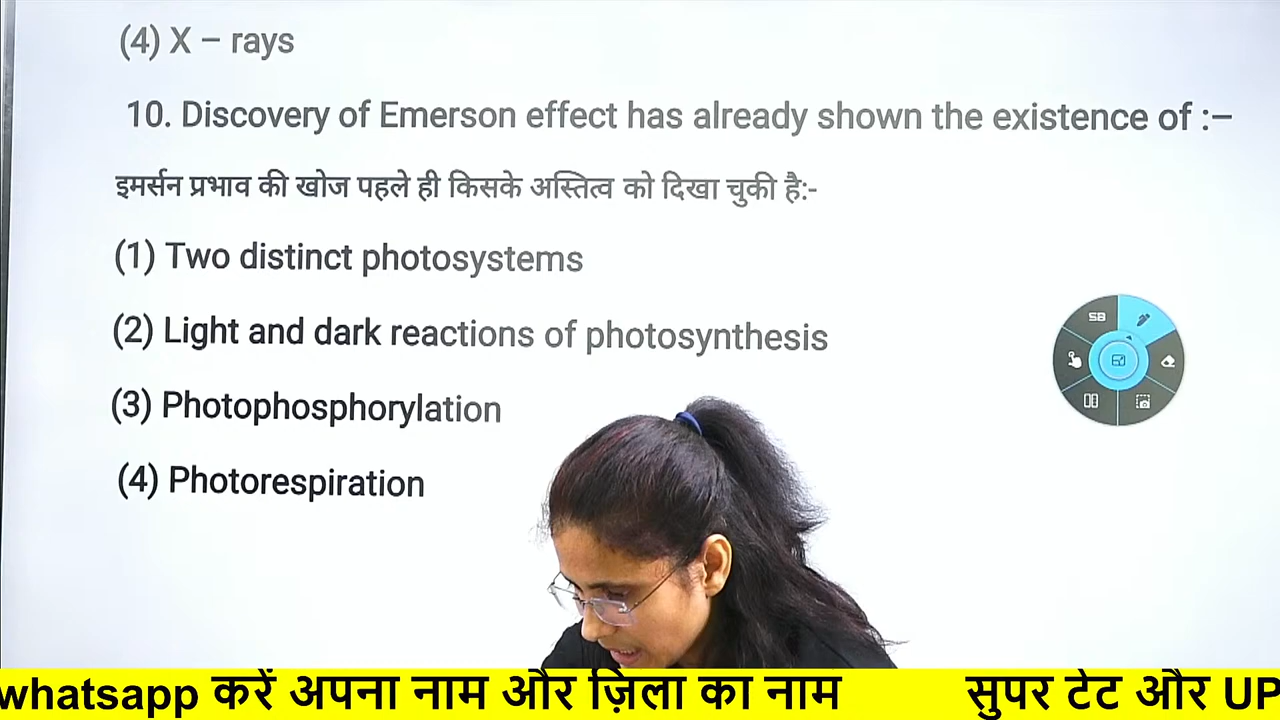 (4) X – rays
10. Discovery of Emerson effect has already shown the existence of :–
इमर्सन प्रभाव की खोज पहले ही किसके अस्तित्व को दिखा चुकी है:-
(1) Two distinct photosystems
(2) Light and dark reactions of photosynthesis
(3) Photophosphorylation
(4) Photorespiration
SB
whatsapp करें अपना नाम और ज़िला का नाम सुपर टेट और UP